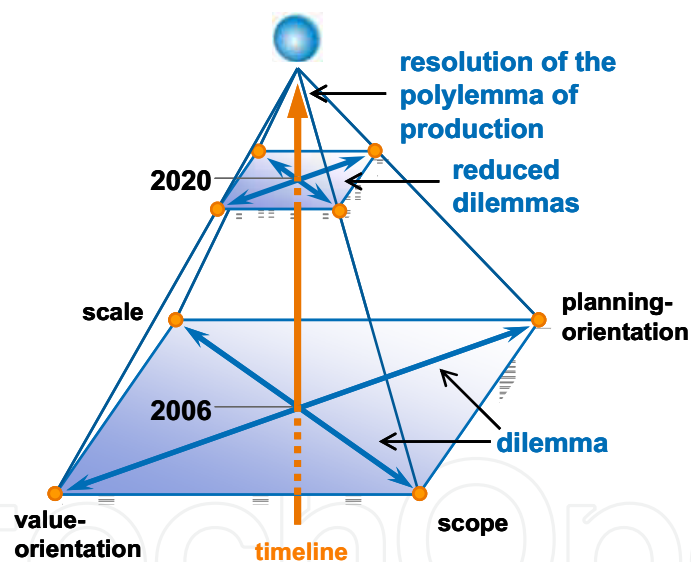 resolution of the
polylemma of
production
2020
reduced
dilemmas
scale
planning-
orientation
2006
dilemma
value-
orientation
scope
timeline